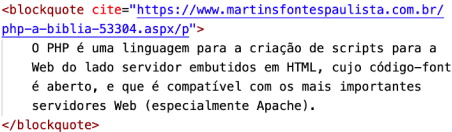 <blockquote cite="https://www.martinsfontespaulista.com.br/
php-a-biblia-53304.aspx/p">
O PHP é uma linguagem para a criação de scripts para a
Web do lado servidor embutidos em HTML, cujo código-font
é aberto, e que é compatível com os mais importantes
servidores Web (especialmente Apache).
</blockquote>